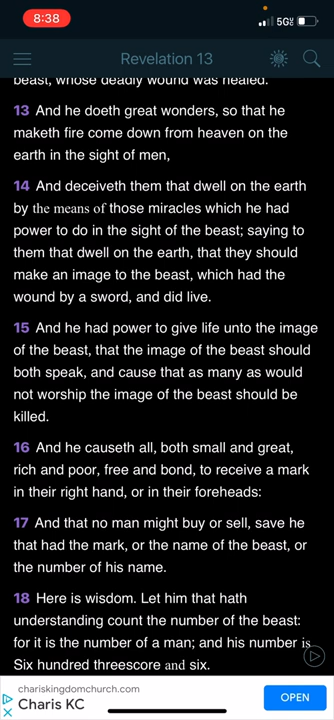 8:38
5G
Revelation 13
beast, whose deadly wound was healed.
13 And he doeth great wonders, so that he
maketh fire come down from heaven on the
earth in the sight of men,
14 And deceiveth them that dwell on the earth
by the means of those miracles which he had
power to do in the sight of the beast; saying to
them that dwell on the earth, that they should
make an image to the beast, which had the
wound by a sword, and did live.
15 And he had power to give life unto the image
of the beast, that the image of the beast should
both speak, and cause that as many as would
not worship the image of the beast should be
killed.
16 And he causeth all, both small and great,
rich and poor, free and bond, to receive a mark
in their right hand, or in their foreheads:
17 And that no man might buy or sell, save he
that had the mark, or the name of the beast, or
the number of his name.
18 Here is wisdom. Let him that hath
understanding count the number of the beast:
for it is the number of a man; and his number is
Six hundred threescore and six.
chariskingdomchurch.com
Charis KC
OPEN